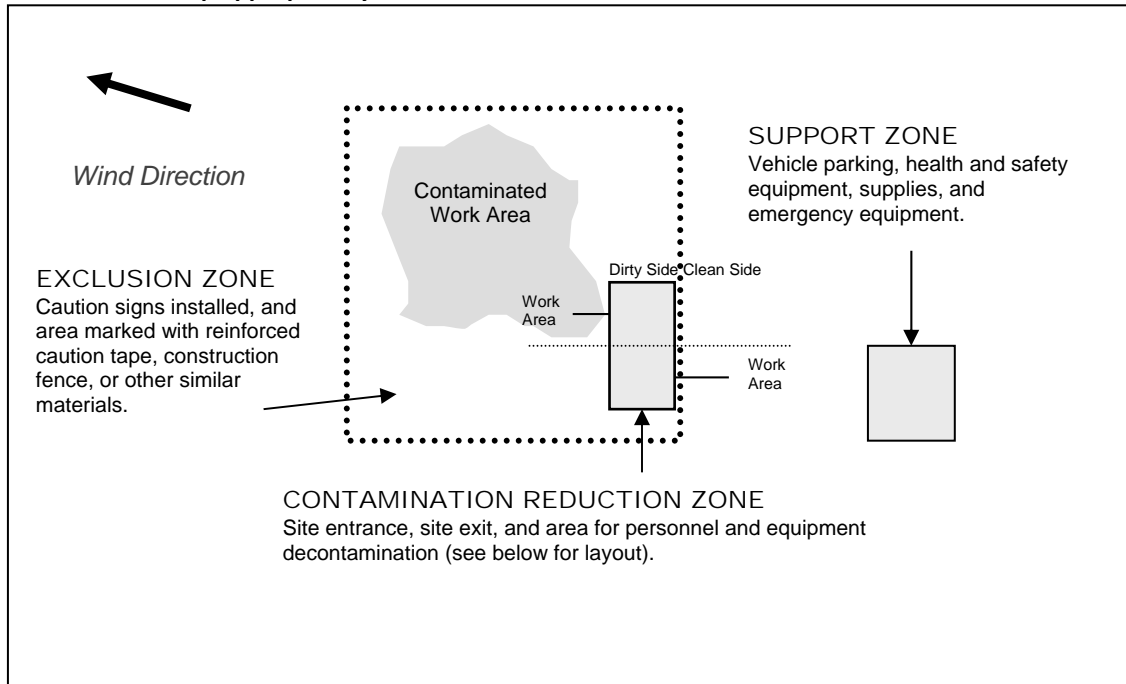 Wind Direction
Contaminated
Work Area
SUPPORT ZONE
Vehicle parking, health and safety
equipment, supplies, and
emergency equipment.
EXCLUSION ZONE
Caution signs installed, and
area marked with reinforced
caution tape, construction
fence, or other similar
materials.
Dirty Side Clean Side
Work
Area
Work
Area
CONTAMINATION REDUCTION ZONE
Site entrance, site exit, and area for personnel and equipment
decontamination (see below for layout).